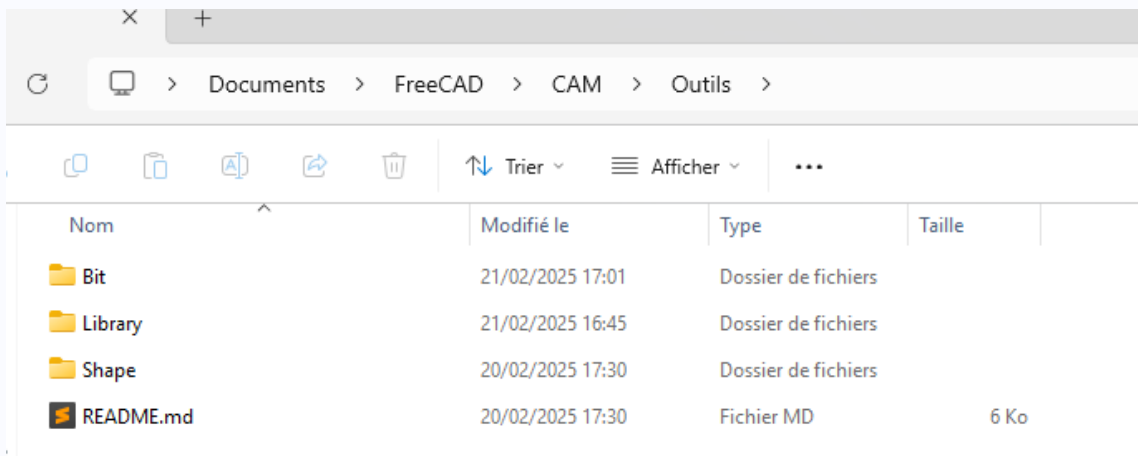 Documents > FreeCAD > CAM > Outils >
Trier Afficher ...
Nom Modifié le Type Taille
Bit 21/02/2025 17:01 Dossier de fichiers
Library 21/02/2025 16:45 Dossier de fichiers
Shape 20/02/2025 17:30 Dossier de fichiers
README.md 20/02/2025 17:30 Fichier MD 6 Ko